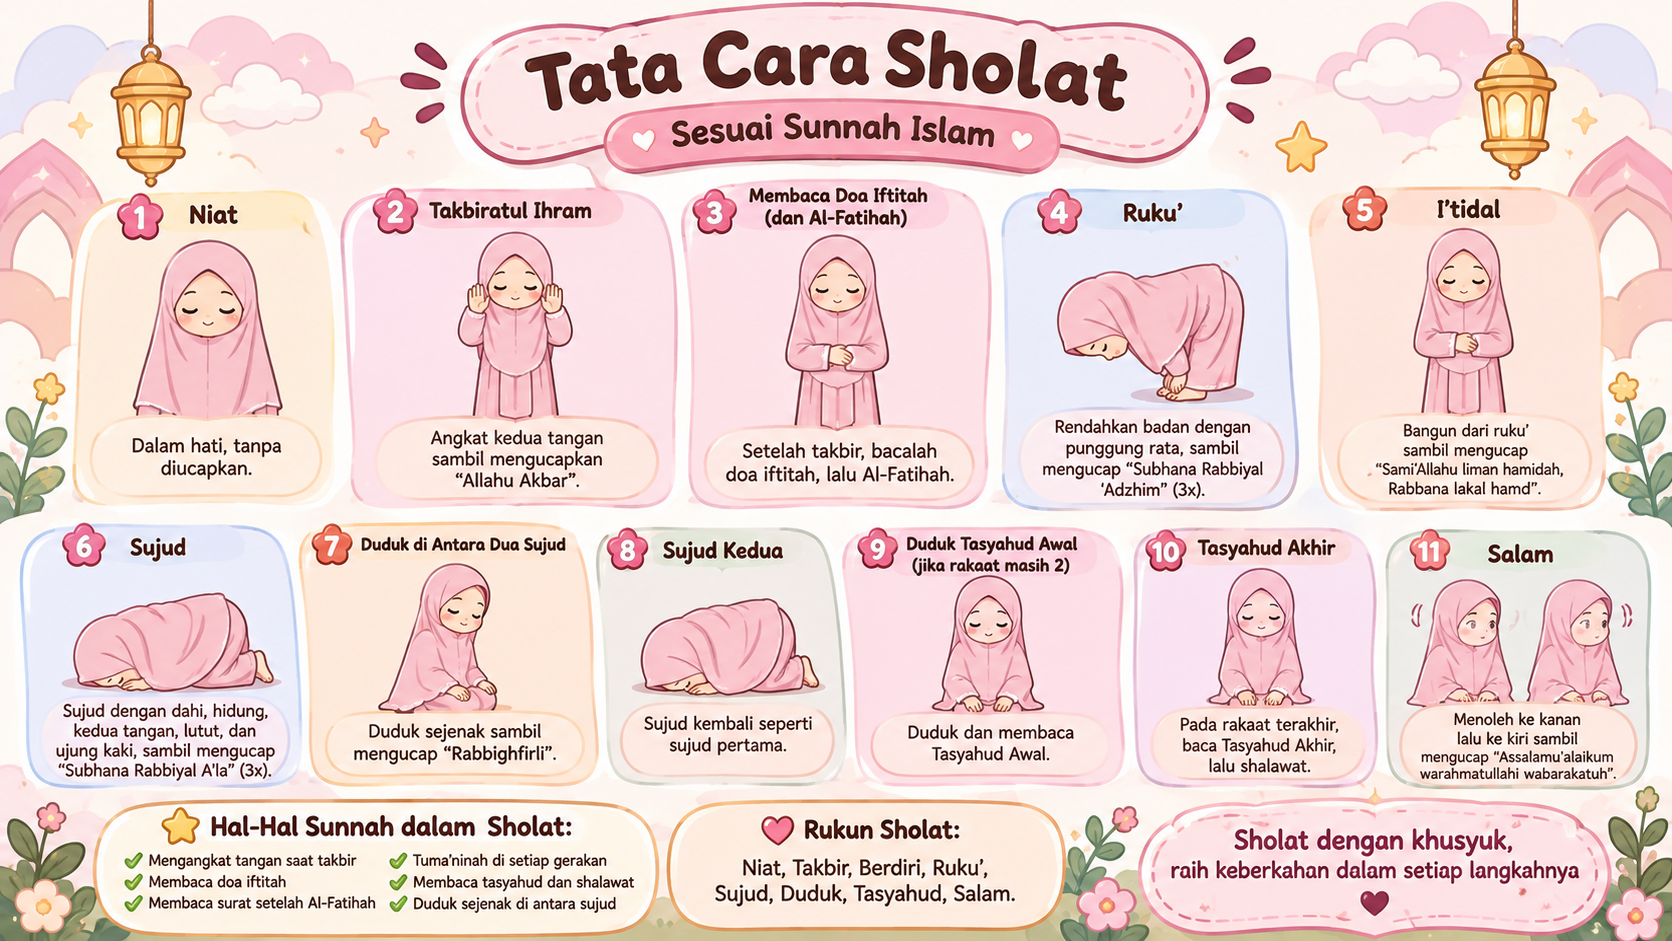 Tata Cara Sholat
Sesuai Sunnah Islam
1 Niat
Dalam hati, tanpa
diucapkan.
2 Takbiratul Ihram
Angkat kedua tangan
sambil mengucapkan
“Allahu Akbar”.
3 Membaca Doa Iftitah
(dan Al-Fatihah)
Setelah takbir, bacalah
doa iftitah, lalu Al-Fatihah.
4 Ruku’
Rendahkan badan dengan
punggung rata, sambil
mengucap “Subhana Rabbiyal
‘Adzhim” (3x).
5 I’tidal
Bangun dari ruku’
sambil mengucap
“Sami’Allahu liman hamidah,
Rabbana lakal hamd”.
6 Sujud
Sujud dengan dahi, hidung,
kedua tangan, lutut, dan
ujung kaki, sambil mengucap
“Subhana Rabbiyal A’la” (3x).
7 Duduk di Antara Dua Sujud
Duduk sejenak sambil
mengucap “Rabbighfirli”.
8 Sujud Kedua
Sujud kembali seperti
sujud pertama.
9 Duduk Tasyahud Awal
(jika rakaat masih 2)
Duduk dan membaca
Tasyahud Awal.
10 Tasyahud Akhir
Pada rakaat terakhir,
baca Tasyahud Akhir,
lalu shalawat.
11 Salam
Menoleh ke kanan
lalu ke kiri sambil
mengucap “Assalamu’alaikum
warahmatullahi wabarakatuh”.
Hal-Hal Sunnah dalam Sholat:
Mengangkat tangan saat takbir
Membaca doa iftitah
Membaca surat setelah Al-Fatihah
Tuma’ninah di setiap gerakan
Membaca tasyahud dan shalawat
Duduk sejenak di antara sujud
Rukun Sholat:
Niat, Takbir, Berdiri, Ruku’,
Sujud, Duduk, Tasyahud, Salam.
Sholat dengan khusyuk,
raih keberkahan dalam setiap langkahnya